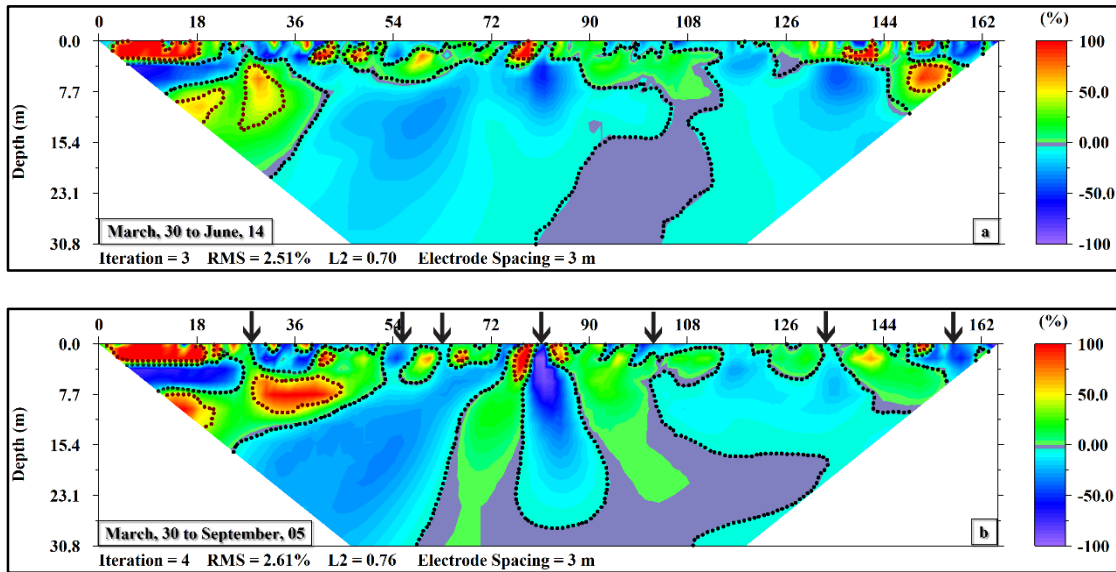 0 18 36 54 72 90 108 126 144 162 (%)
0.0 100
7.7 50.0
15.4 0.00
23.1 -50.0
30.8 -100
Depth (m)
March, 30 to June, 14 a
Iteration = 3 RMS = 2.51% L2 = 0.70 Electrode Spacing = 3 m
0 18 36 54 72 90 108 126 144 162 (%)
0.0 100
7.7 50.0
15.4 0.00
23.1 -50.0
30.8 -100
Depth (m)
March, 30 to September, 05 b
Iteration = 4 RMS = 2.61% L2 = 0.76 Electrode Spacing = 3 m